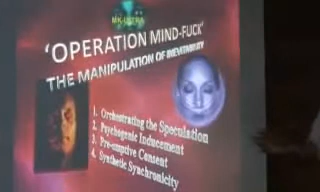 MK-ULTRA
'OPERATION MIND-FUCK'
THE MANIPULATION OF INEVITABILITY
1. Orchestrating the Speculation
2. Psychogenic Inducement
3. Pre-emptive Consent
4. Synthetic Synchronicity